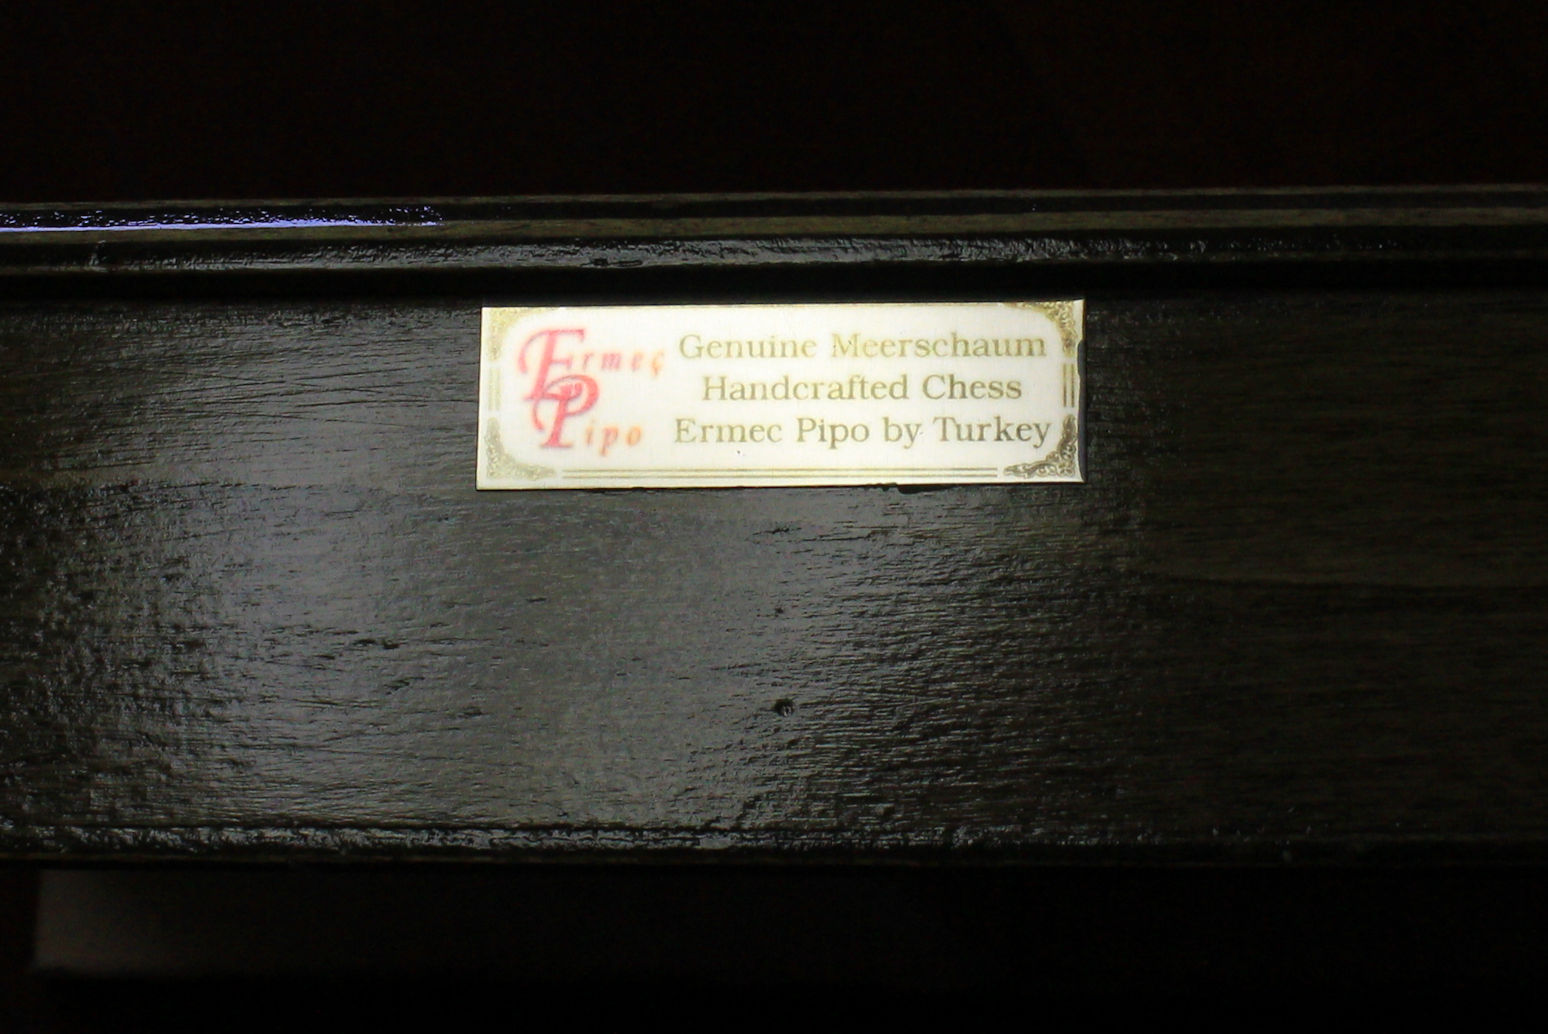 Ermeç
Pipo
Genuine Meerschaum
Handcrafted Chess
Ermec Pipo by Turkey